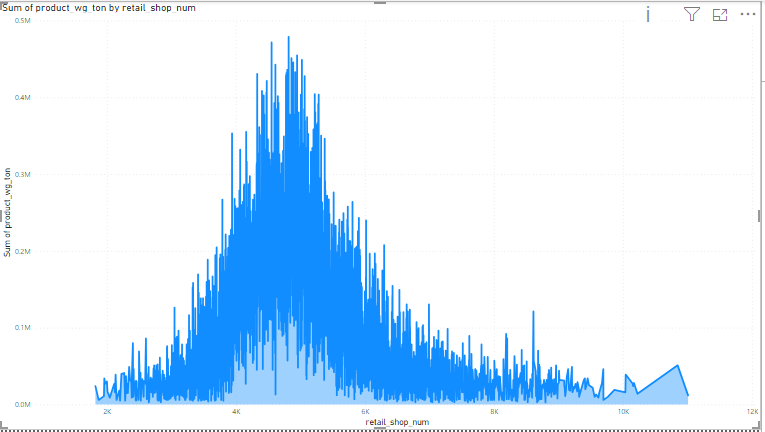 Sum of product_wg_ton by retail_shop_num
0.5M
0.4M
0.3M
0.2M
0.1M
0.0M
Sum of product_wg_ton
2K 4K 6K 8K 10K 12K
retail_shop_num